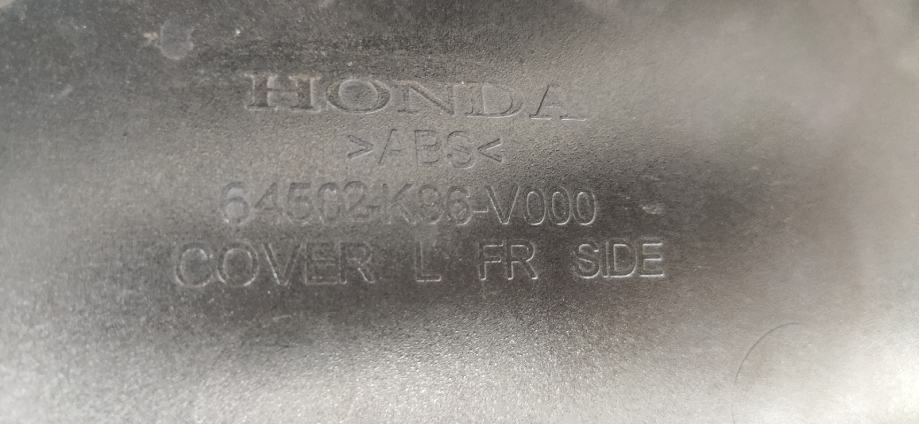 HONDA
>ABS<
64502-K96-V000
COVER L FR SIDE